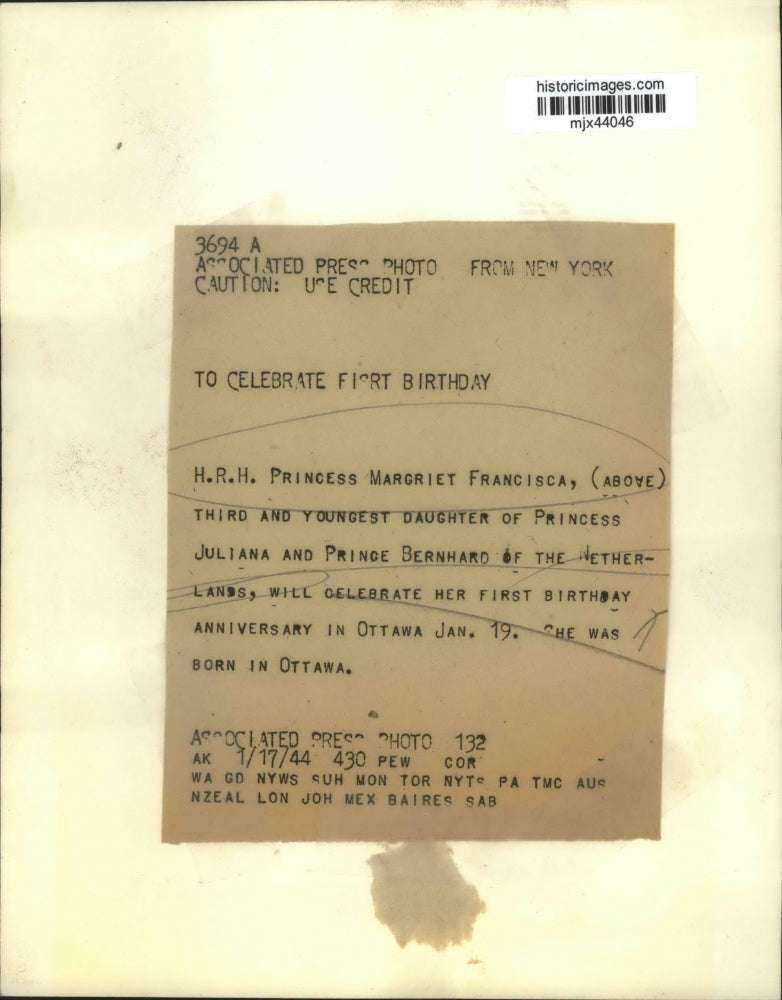 historicimages.com
mjx44046
3694 A
ASSOCIATED PRESS PHOTO FROM NEW YORK
CAUTION: USE CREDIT
TO CELEBRATE FISRT BIRTHDAY
H.R.H. PRINCESS MARGRIET FRANCISCA, (ABOVE)
THIRD AND YOUNGEST DAUGHTER OF PRINCESS
JULIANA AND PRINCE BERNHARD OF THE NETHER-
LANDS, WILL CELEBRATE HER FIRST BIRTHDAY
ANNIVERSARY IN OTTAWA JAN. 19. SHE WAS
BORN IN OTTAWA.
ASSOCIATED PRESS PHOTO 132
AK 1/17/44 430 PEW COR
WA GD NYWS SUH MON TOR NYTS PA TMC AUS
NZEAL LON JOH MEX BAIRES SAB